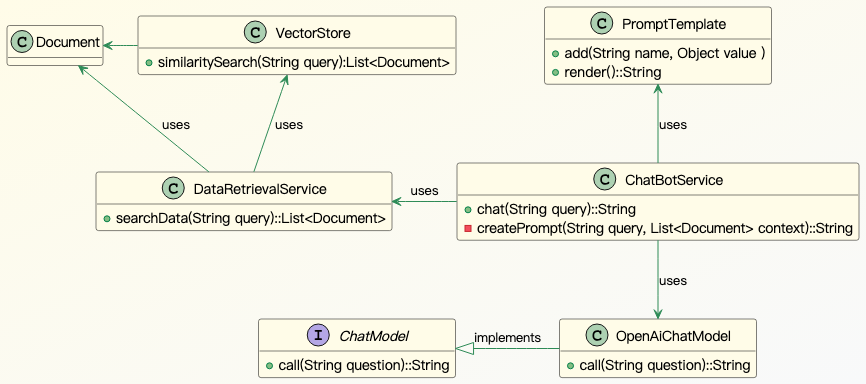 C Document
C VectorStore
similaritySearch(String query):List<Document>
C PromptTemplate
add(String name, Object value )
render()::String
uses
uses
uses
C DataRetrievalService
searchData(String query)::List<Document>
uses
C ChatBotService
chat(String query)::String
createPrompt(String query, List<Document> context)::String
uses
I ChatModel
call(String question)::String
implements
C OpenAiChatModel
call(String question)::String